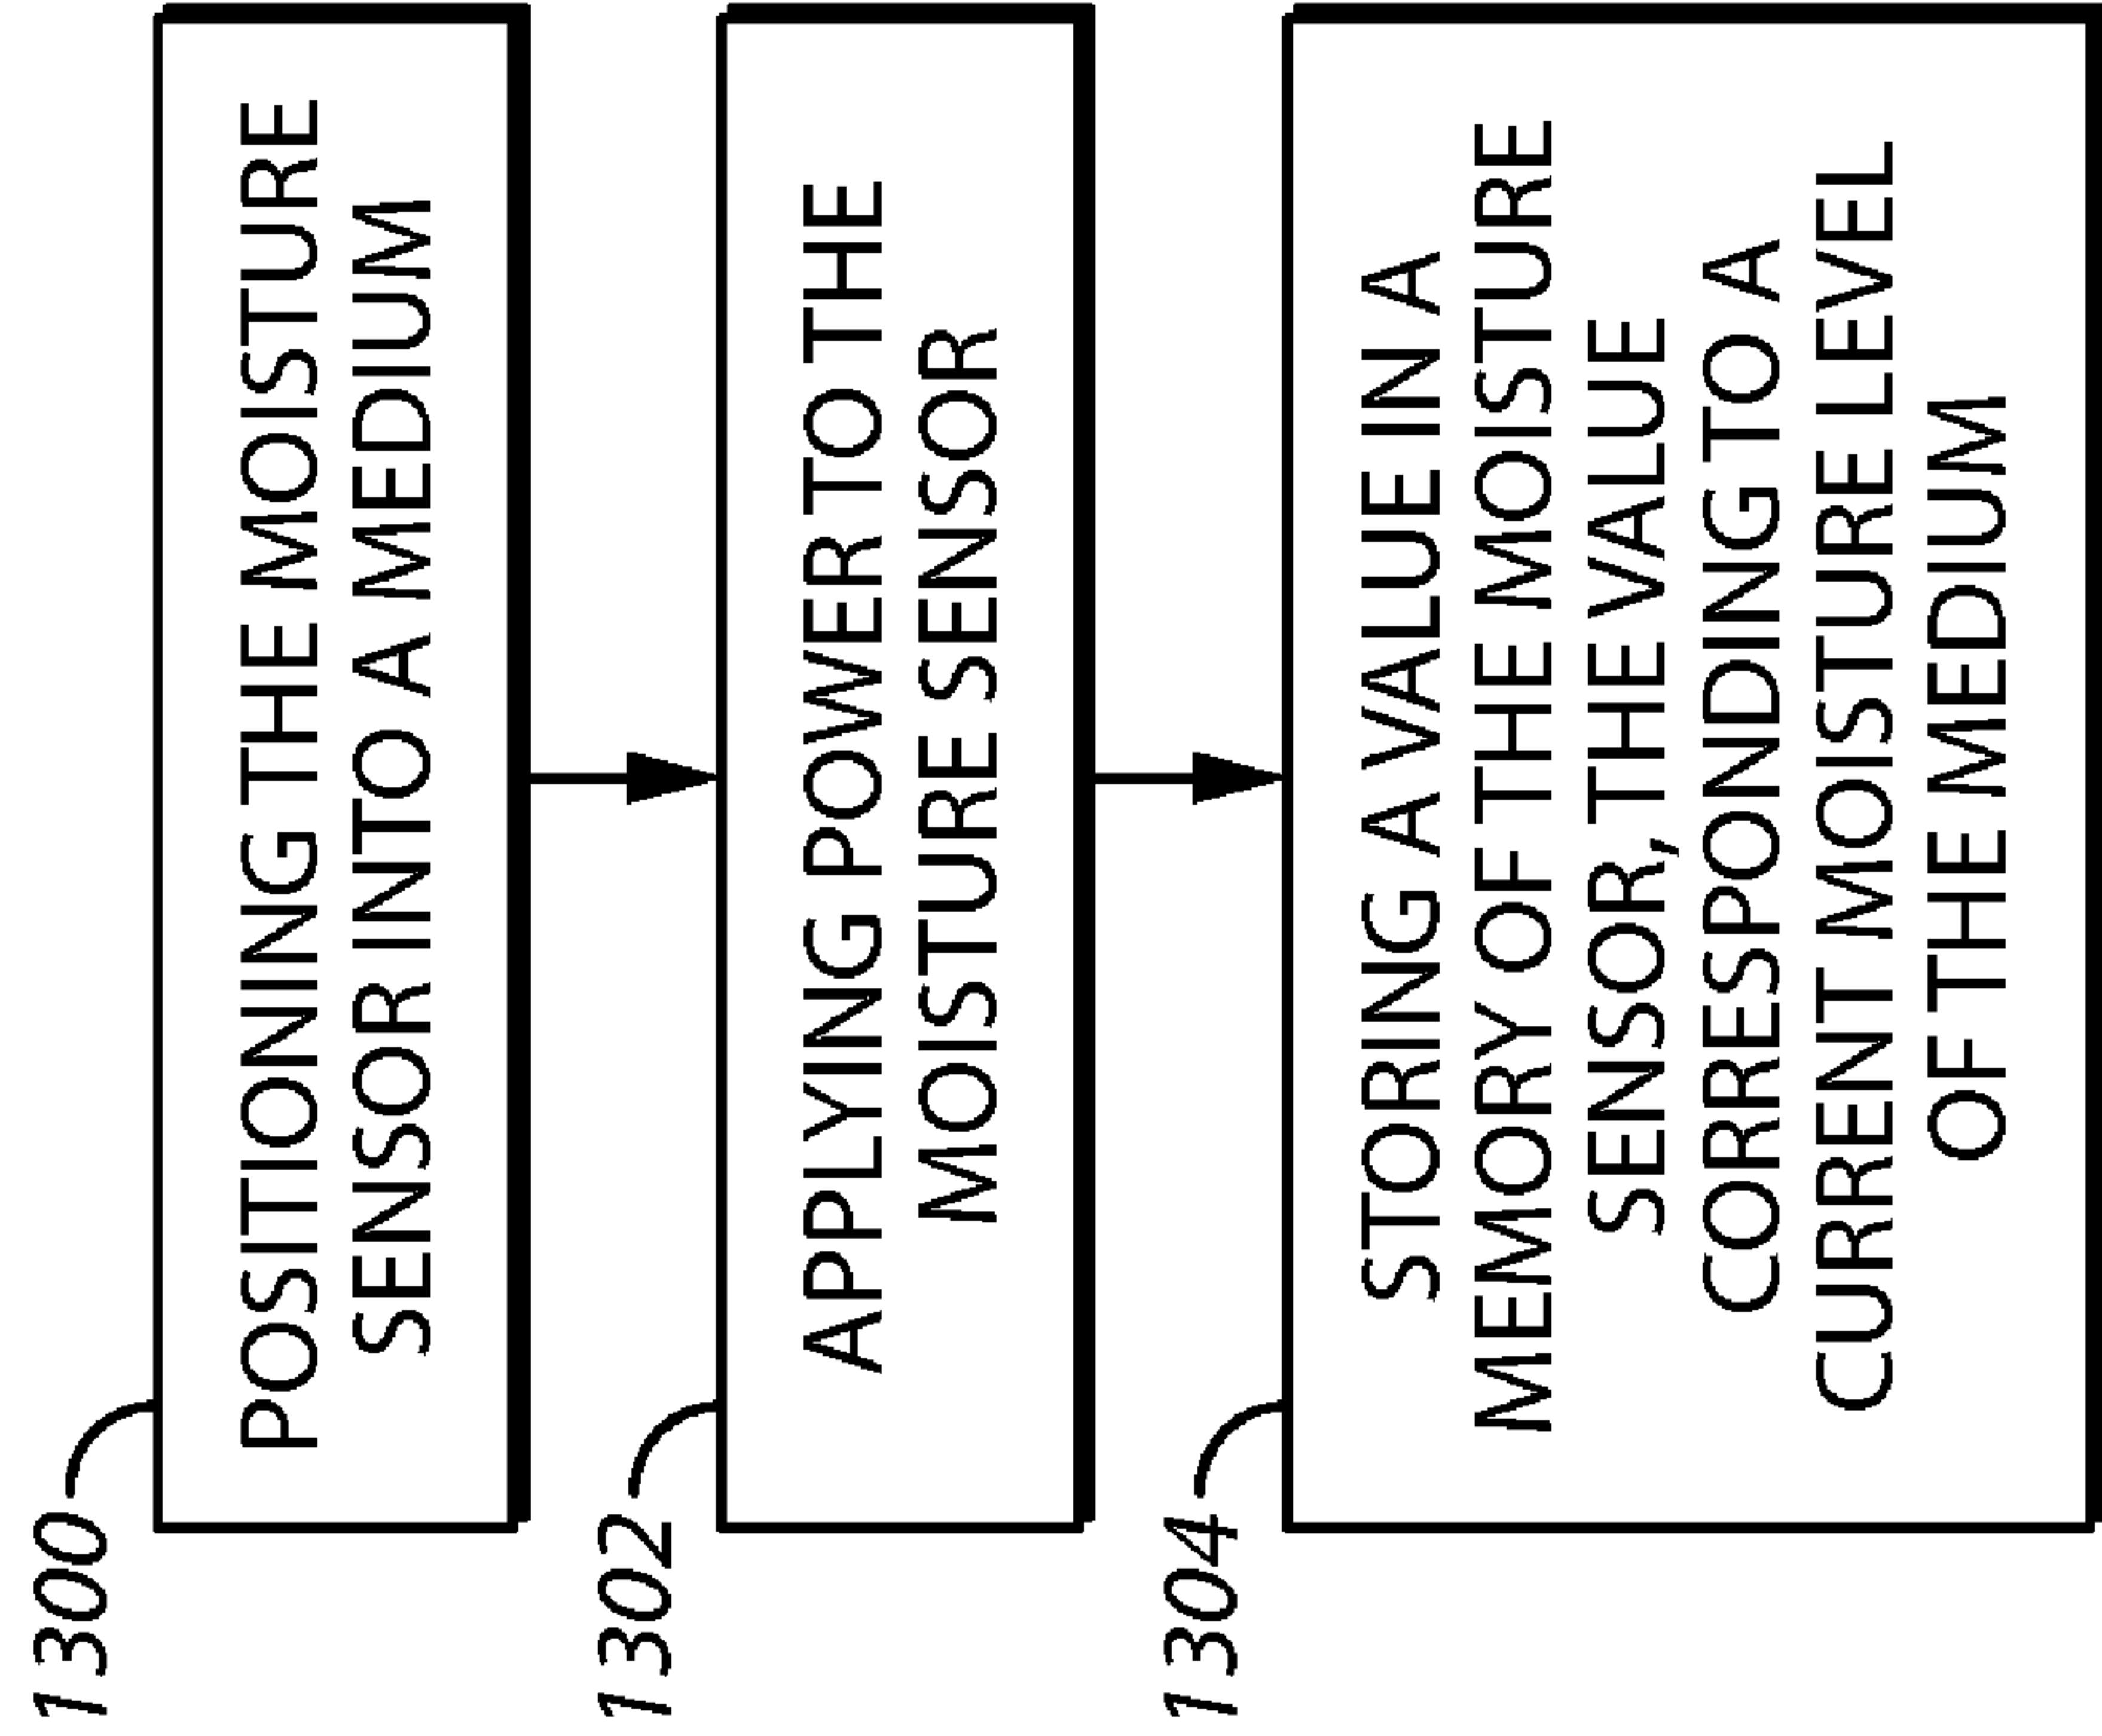 1300
POSITIONING THE MOISTURE
SENSOR INTO A MEDIUM
1302
APPLYING POWER TO THE
MOISTURE SENSOR
1304
STORING A VALUE IN A
MEMORY OF THE MOISTURE
SENSOR, THE VALUE
CORRESPONDING TO A
CURRENT MOISTURE LEVEL
OF THE MEDIUM